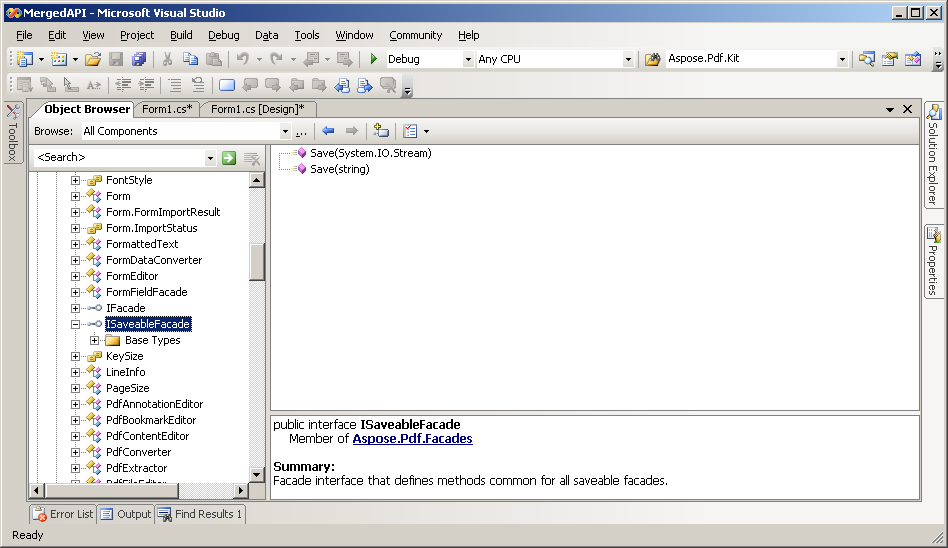 MergedAPI - Microsoft Visual Studio
File Edit View Project Build Debug Data Tools Window Community Help
Debug Any CPU Aspose.Pdf.Kit
Object Browser Form1.cs* Form1.cs [Design]*
Toolbox
Browse: All Components ...
<Search>
FontStyle
Form
Form.FormImportResult
Form.ImportStatus
FormattedText
FormDataConverter
FormEditor
FormFieldFacade
IFacade
ISaveableFacade
Base Types
KeySize
LineInfo
PageSize
PdfAnnotationEditor
PdfBookmarkEditor
PdfContentEditor
PdfConverter
PdfExtractor
PdfFileEditor
Save(System.IO.Stream)
Save(string)
public interface ISaveableFacade
Member of Aspose.Pdf.Facades
Summary:
Facade interface that defines methods common for all saveable facades.
Solution Explorer
Properties
Error List Output Find Results 1
Ready